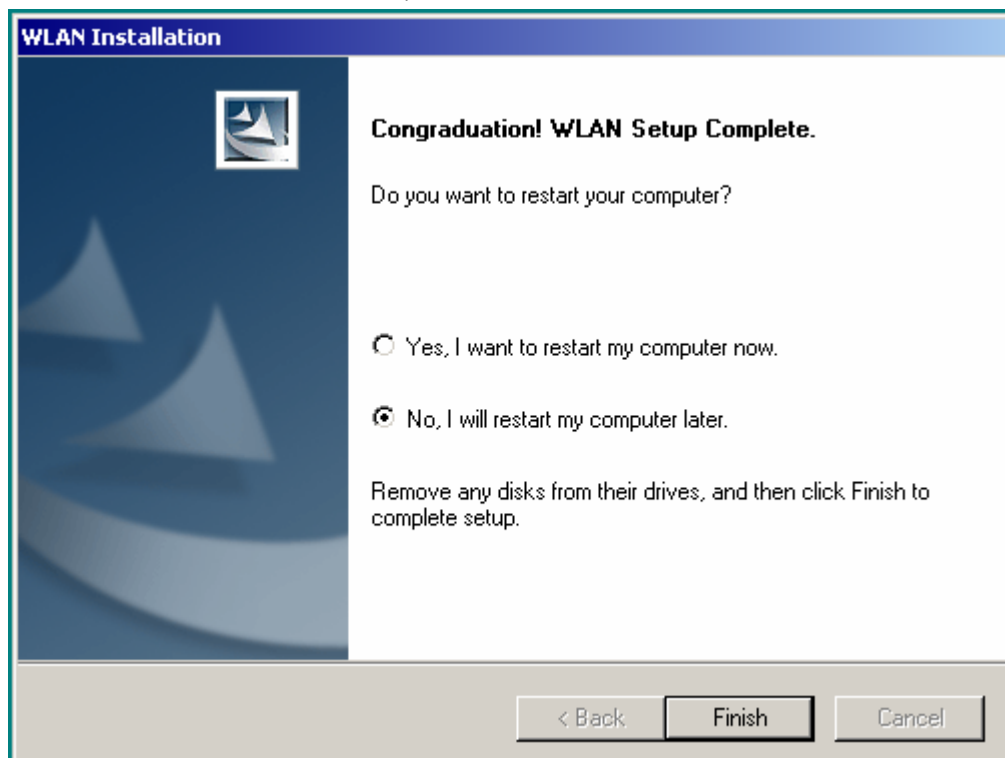 WLAN Installation
Congraduation! WLAN Setup Complete.
Do you want to restart your computer?
Yes, I want to restart my computer now.
No, I will restart my computer later.
Remove any disks from their drives, and then click Finish to
complete setup.
< Back Finish Cancel